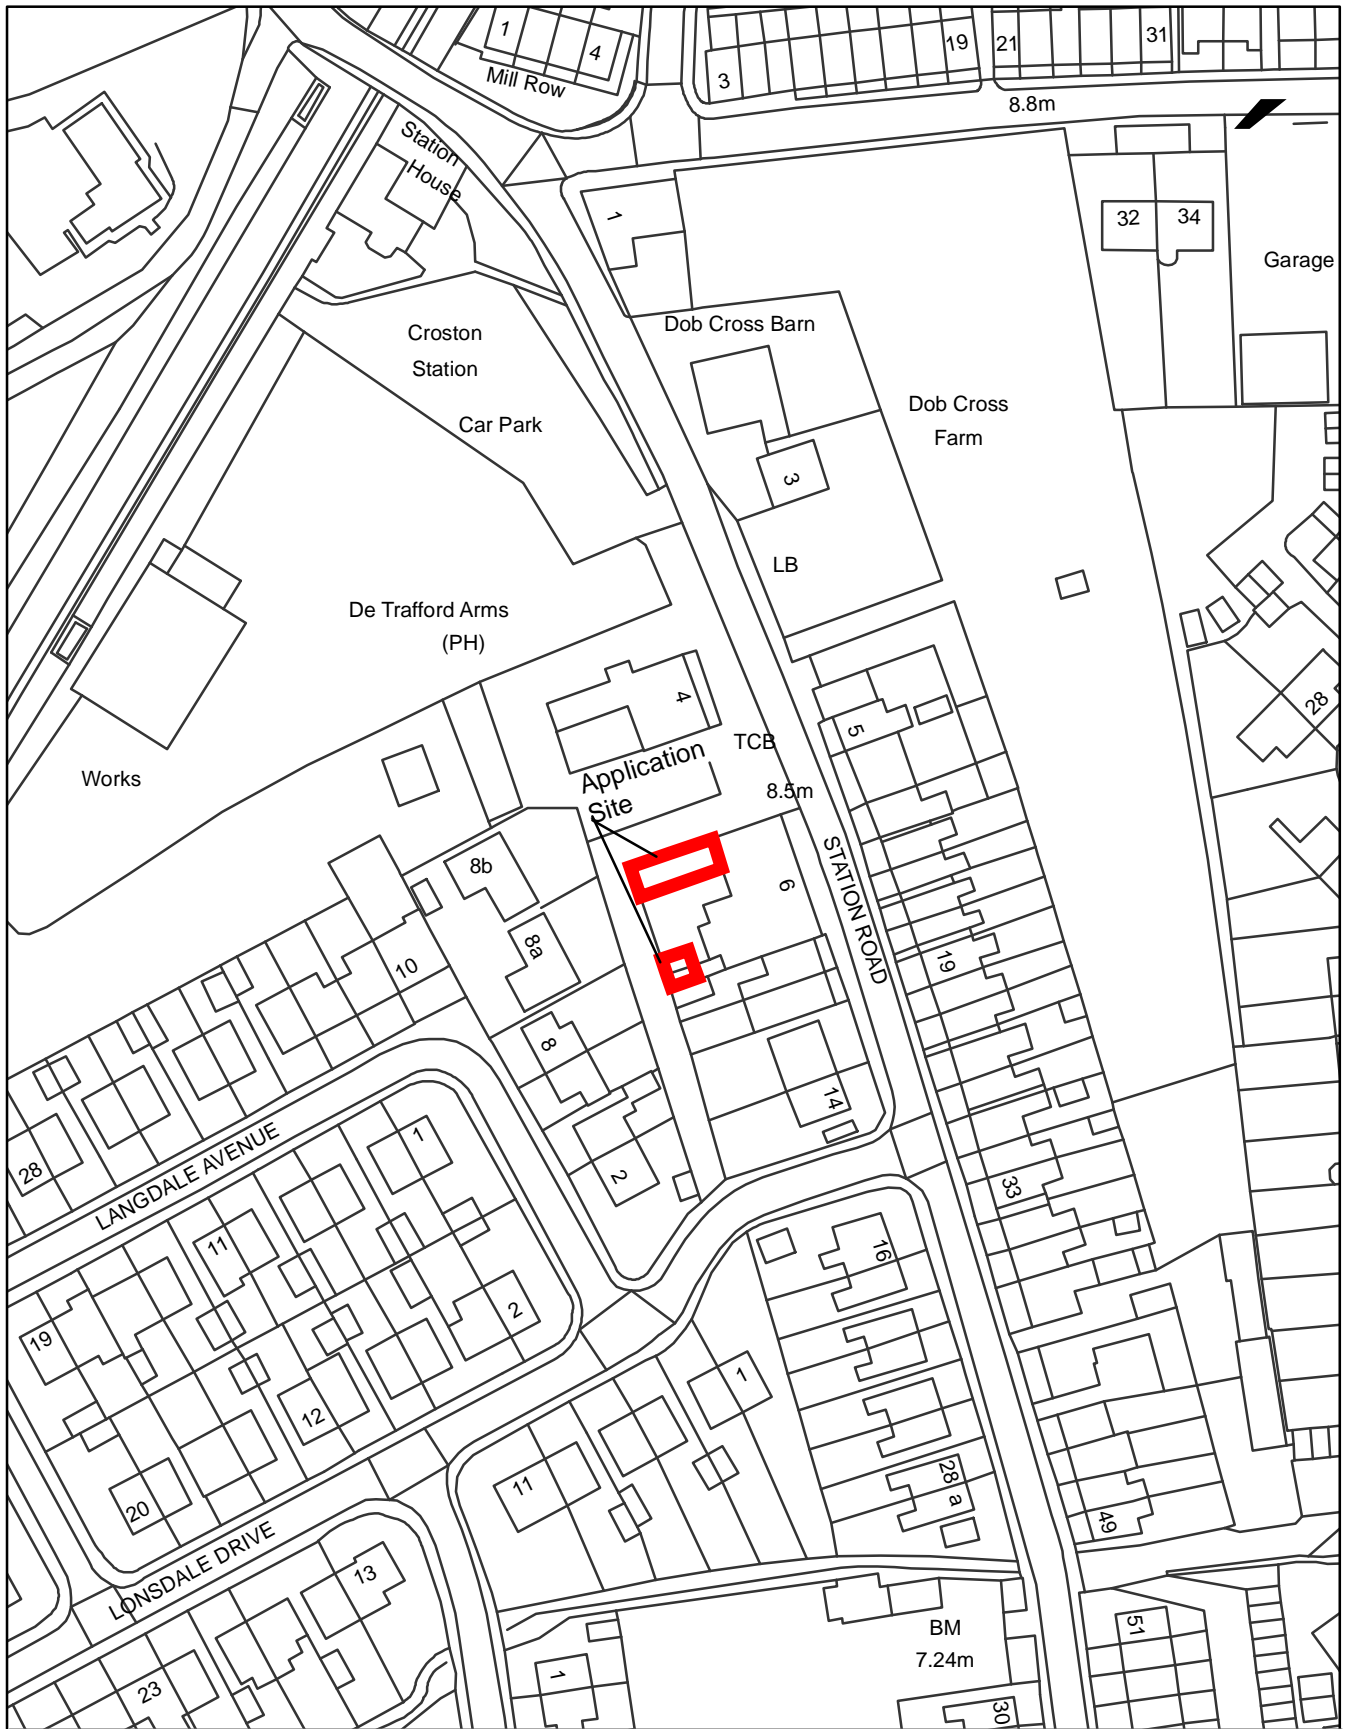 1
4
Mill Row
3
19
21
31
8.8m
Station
House
1
32
34
Garage
Croston
Station
Dob Cross Barn
Car Park
Dob Cross
Farm
3
LB
De Trafford Arms
(PH)
4
5
28
TCB
Works
Application
Site
8.5m
STATION ROAD
6
8b
8a
10
19
8
14
2
28
LANGDALE AVENUE
1
33
11
16
19
2
12
1
11
28
a
20
49
LONSDALE DRIVE
13
51
BM
7.24m
1
23
30